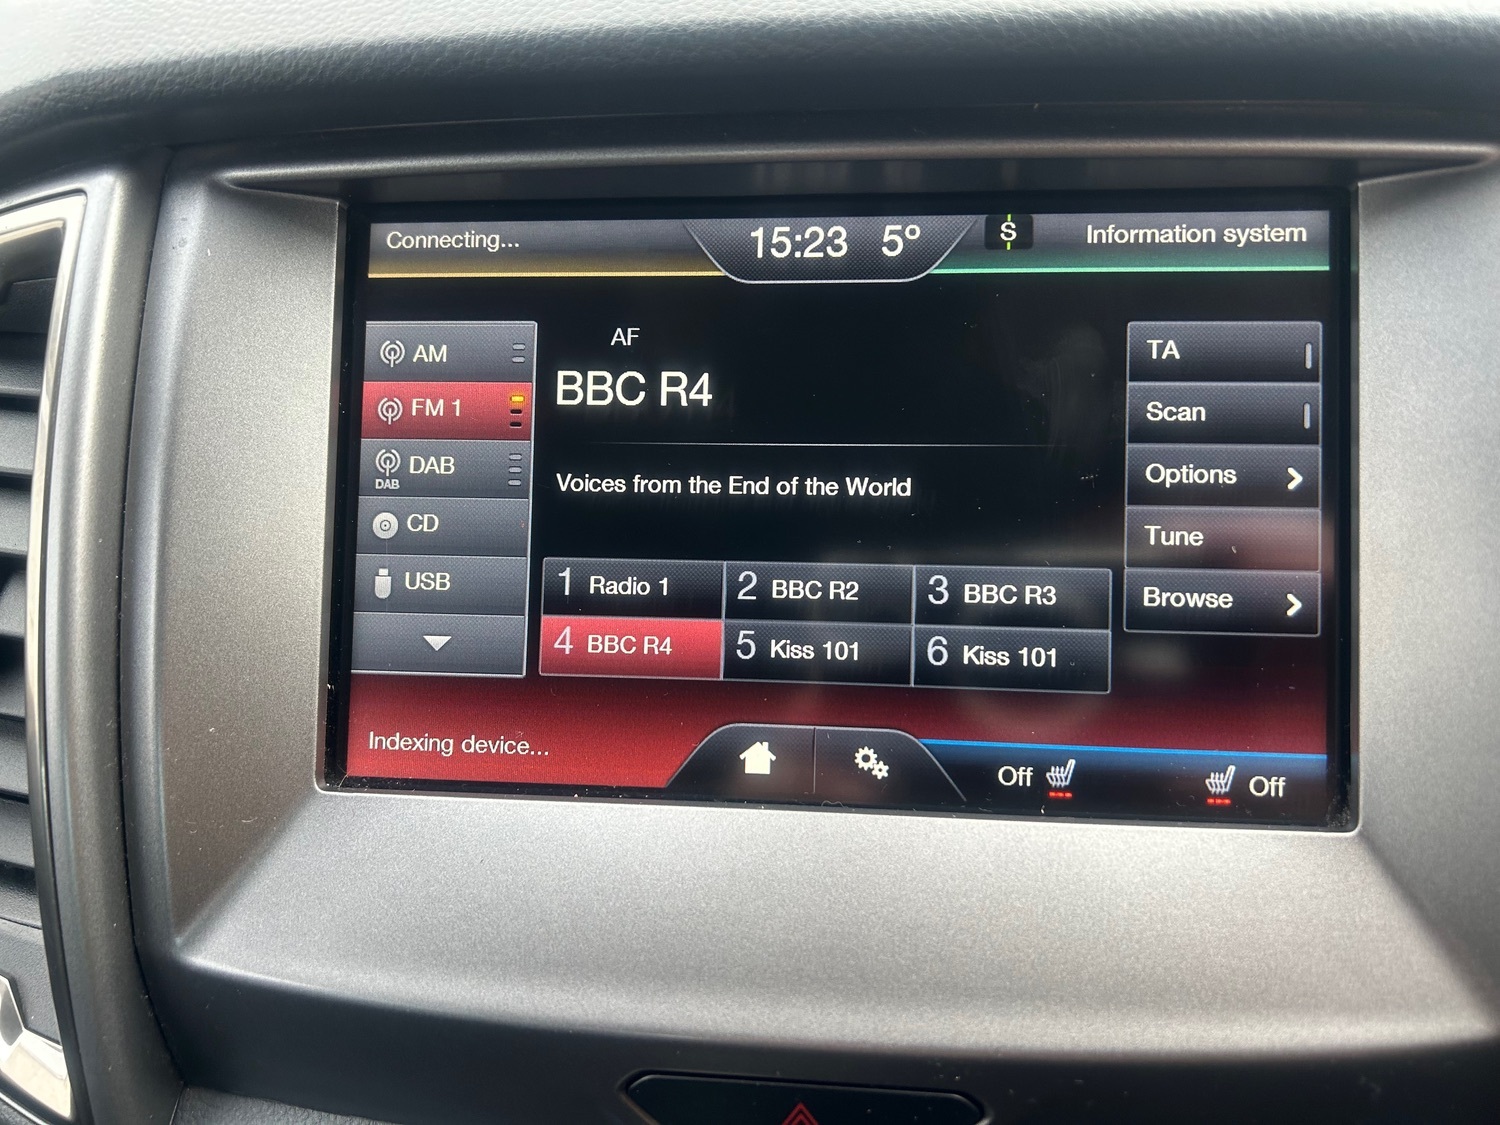 Connecting...
15:23 5°
S
Information system
AM
FM 1
DAB
DAB
CD
USB
AF
BBC R4
Voices from the End of the World
1 Radio 1
2 BBC R2
3 BBC R3
4 BBC R4
5 Kiss 101
6 Kiss 101
TA
Scan
Options
Tune
Browse
Indexing device...
Off
Off